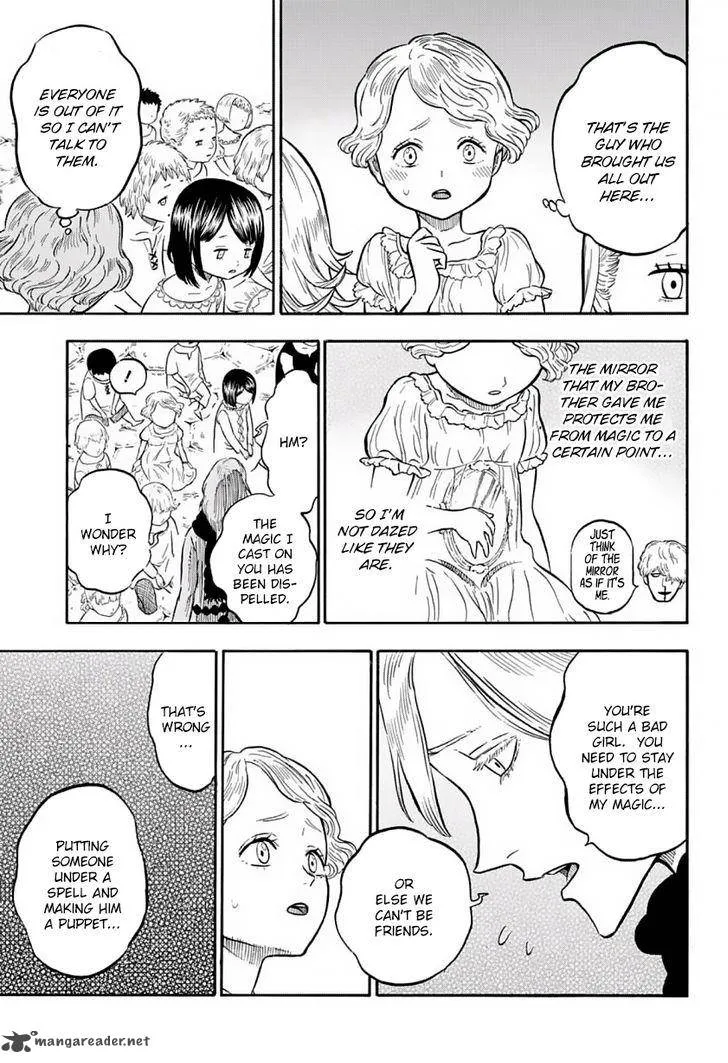 THAT'S THE
GUY WHO
BROUGHT US
ALL OUT
HERE...
EVERYONE
IS OUT OF IT
SO I CAN'T
TALK TO
THEM.
THE MIRROR
THAT MY BRO-
THER GAVE ME
PROTECTS ME
FROM MAGIC TO A
CERTAIN POINT...
JUST
THINK
OF THE
MIRROR
AS IF IT'S
ME.
SO I'M
NOT DAZED
LIKE THEY
ARE.
HM?
THE
MAGIC I
CAST ON
YOU HAS
BEEN DIS-
PELLED.
I
WONDER
WHY?
YOU'RE
SUCH A BAD
GIRL. YOU
NEED TO STAY
UNDER THE
EFFECTS OF
MY MAGIC...
OR
ELSE WE
CAN'T BE
FRIENDS.
THAT'S
WRONG
...
PUTTING
SOMEONE
UNDER A
SPELL AND
MAKING HIM
A PUPPET...
mangareader.net